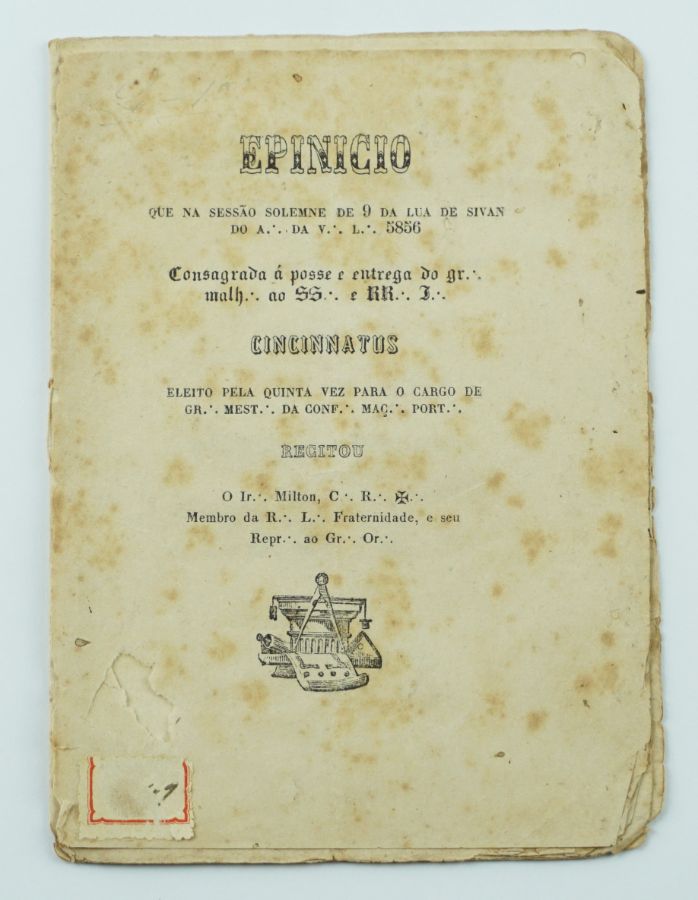 EPINICIO
QUE NA SESSÃO SOLEMNE DE 9 DA LUA DE SIVAN
DO A.·. DA V.·. L.·. 5856
Consagrada á posse e entrega do gr.·.
malh.·. ao SS.·. e RR.·. I.·.
CINCINNATUS
ELEITO PELA QUINTA VEZ PARA O CARGO DE
GR.·. MEST.·. DA CONF.·. MAÇ.·. PORT.·.
RECITOU
O Ir.·. Milton, C.·. R.·. ✠.·.
Membro da R.·. L.·. Fraternidade, e seu
Repr.·. ao Gr.·. Or.·.